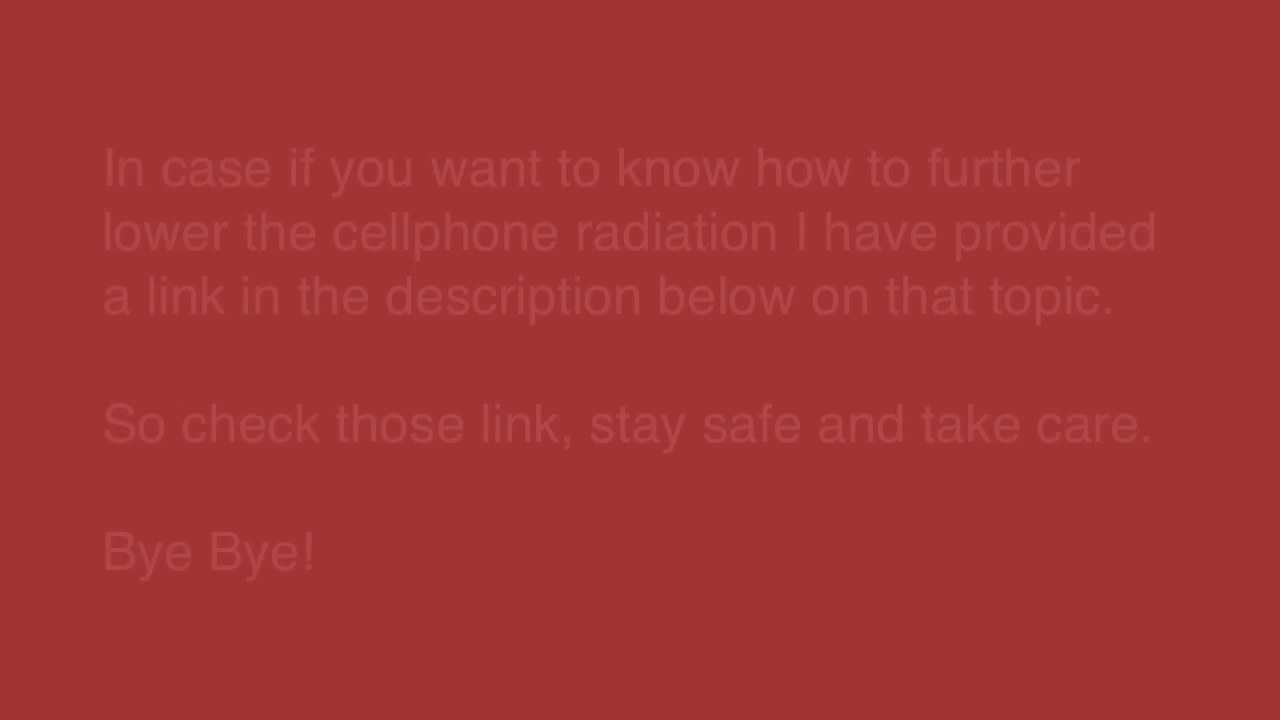 In case if you want to know how to further
lower the cellphone radiation I have provided
a link in the description below on that topic.
So check those link, stay safe and take care.
Bye Bye!